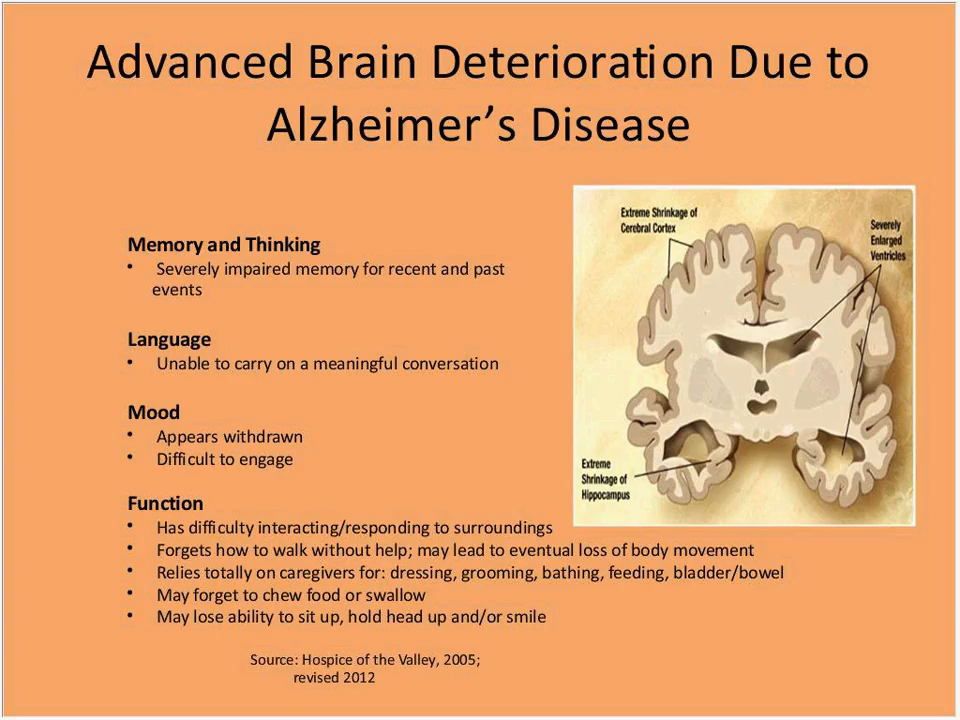 Advanced Brain Deterioration Due to
Alzheimer’s Disease
Memory and Thinking
• Severely impaired memory for recent and past
events
Language
• Unable to carry on a meaningful conversation
Mood
• Appears withdrawn
• Difficult to engage
Function
• Has difficulty interacting/responding to surroundings
• Forgets how to walk without help; may lead to eventual loss of body movement
• Relies totally on caregivers for: dressing, grooming, bathing, feeding, bladder/bowel
• May forget to chew food or swallow
• May lose ability to sit up, hold head up and/or smile
Source: Hospice of the Valley, 2005;
revised 2012
Extreme Shrinkage of
Cerebral Cortex
Severely
Enlarged
Ventricles
Extreme
Shrinkage of
Hippocampus